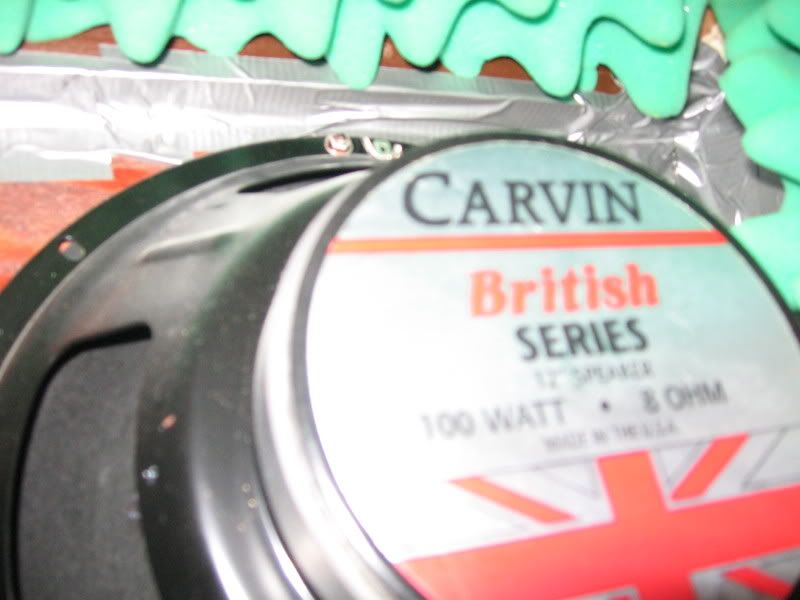 CARVIN
British
SERIES
12" SPEAKER
100 WATT • 8 OHM
MADE IN THE U.S.A.